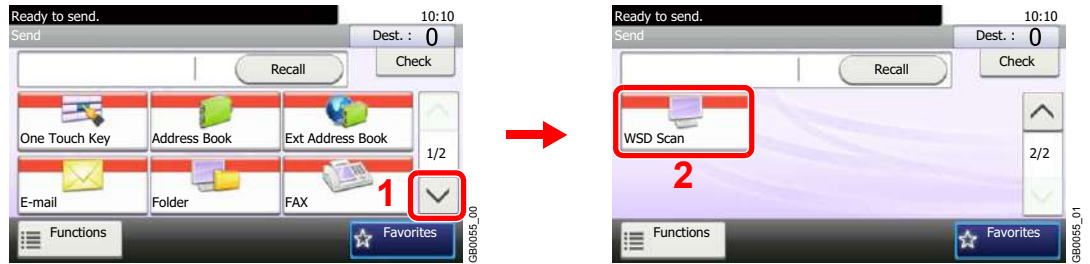 Ready to send.
10:10
Send
Dest. : 0
Recall
Check
One Touch Key
Address Book
Ext Address Book
1/2
E-mail
Folder
FAX
1
Functions
Favorites
GB0055_00
Ready to send.
10:10
Send
Dest. : 0
Recall
Check
WSD Scan
2/2
2
Functions
Favorites
GB0055_01